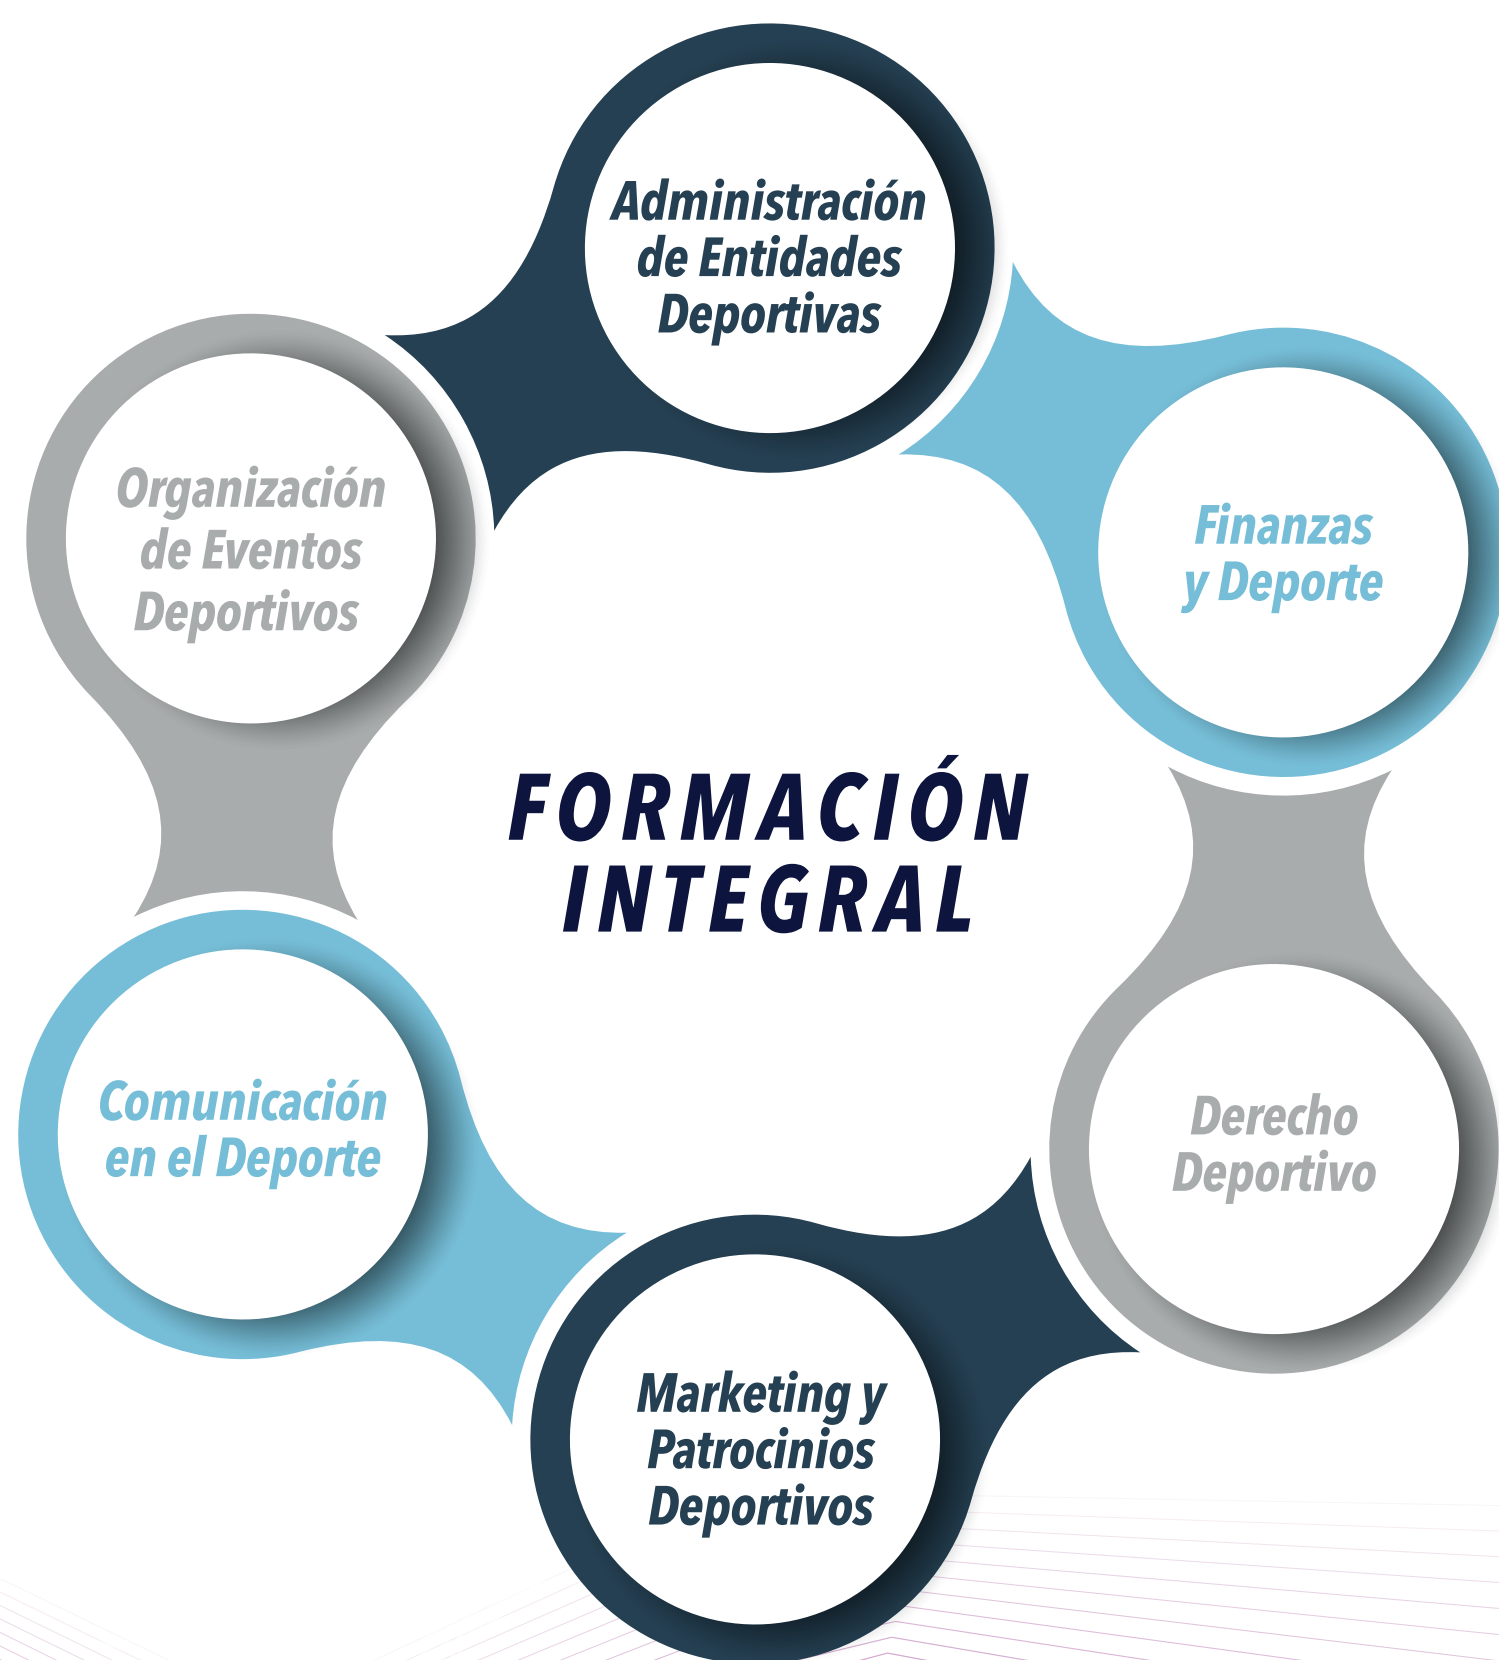 Administración
de Entidades
Deportivas
Finanzas
y Deporte
Derecho
Deportivo
Marketing y
Patrocinios
Deportivos
Comunicación
en el Deporte
Organización
de Eventos
Deportivos
FORMACIÓN
INTEGRAL